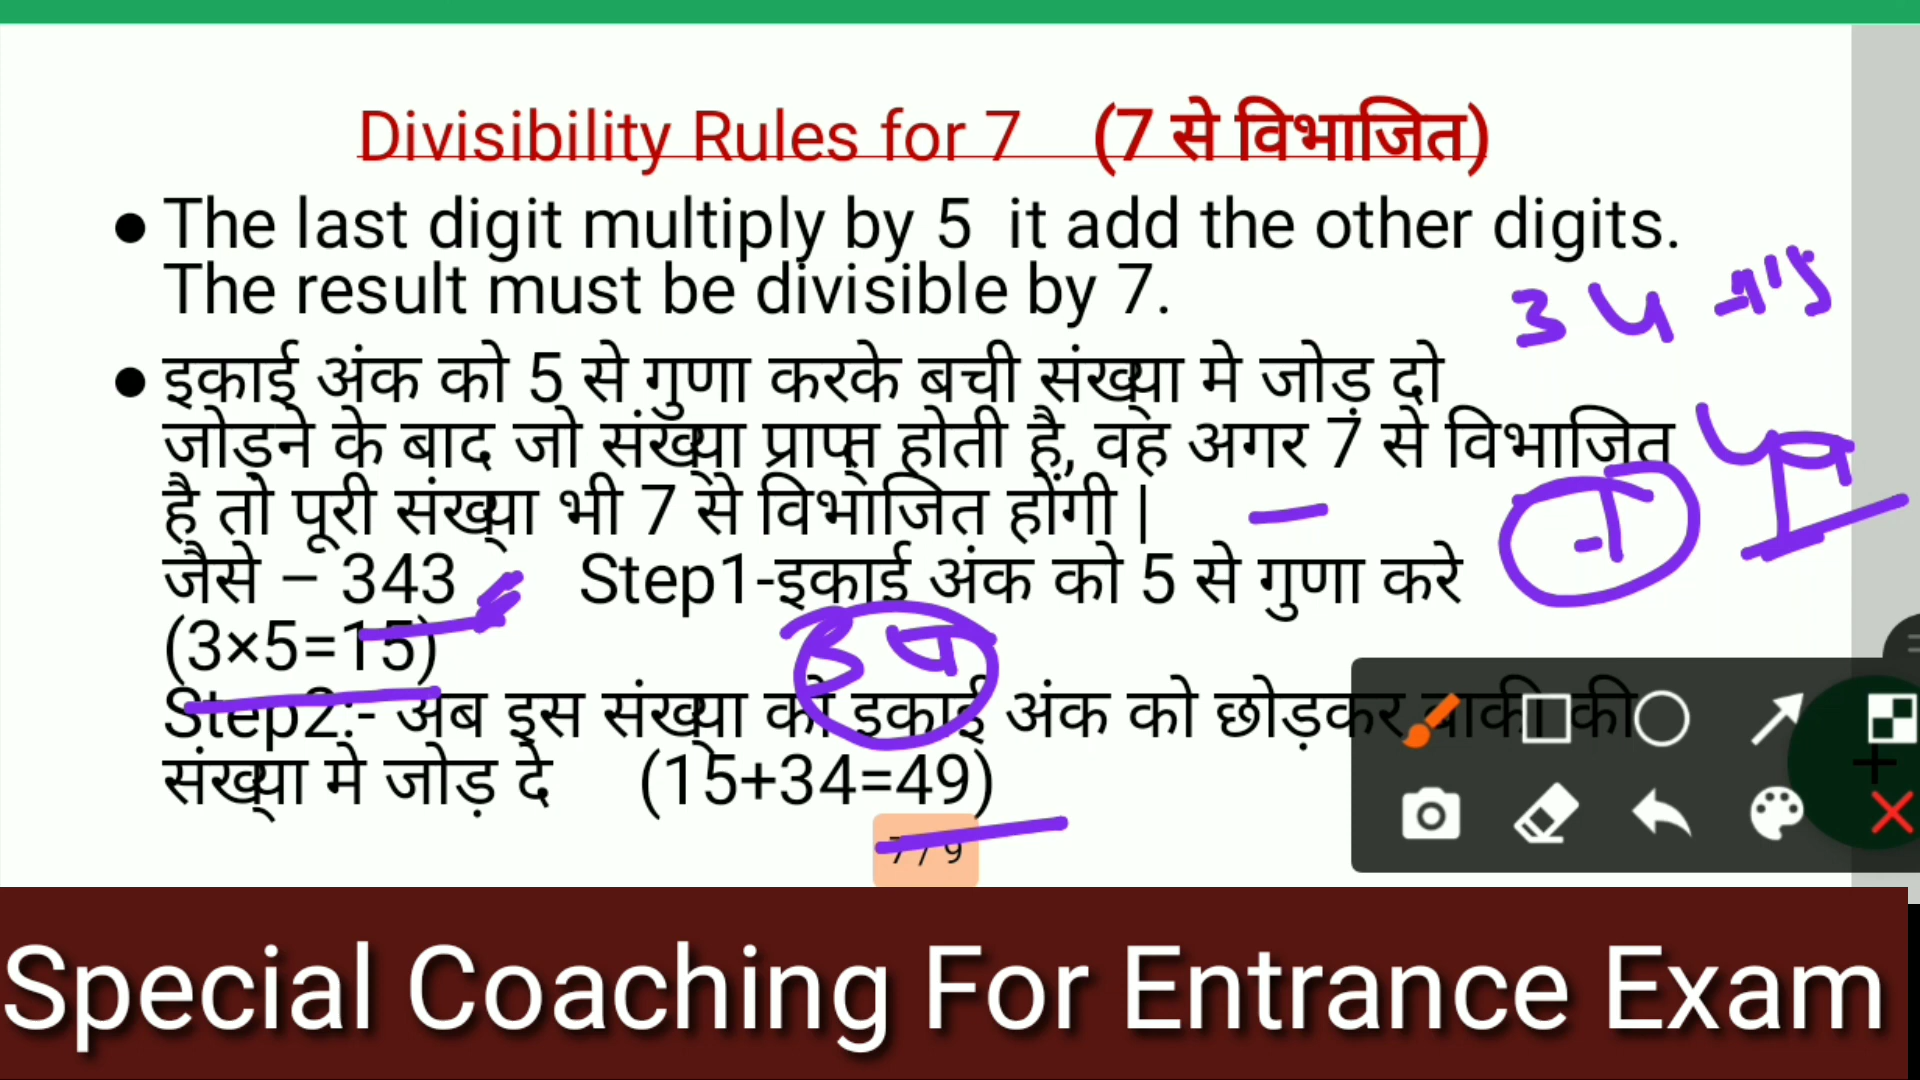 Divisibility Rules for 7 (7 से विभाजित)
● The last digit multiply by 5 it add the other digits.
The result must be divisible by 7.
● इकाई अंक को 5 से गुणा करके बची संख्या मे जोड़ दो
जोड़ने के बाद जो संख्या प्राप्त होती है, वह अगर 7 से विभाजित
है तो पूरी संख्या भी 7 से विभाजित होंगी |
जैसे – 343 Step1-इकाई अंक को 5 से गुणा करे
(3×5=15)
Step2:- अब इस संख्या को इकाई अंक को छोड़कर बाकी की
संख्या मे जोड़ दे (15+34=49)
7 / 9
Special Coaching For Entrance Exam